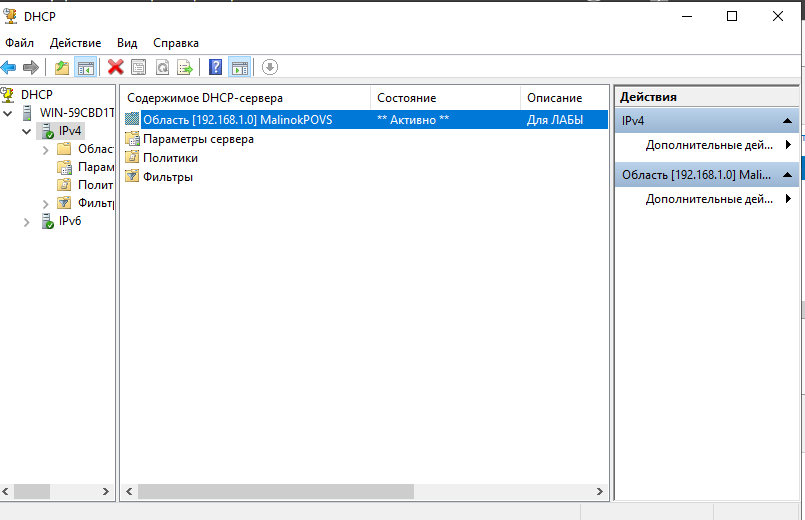 DHCP
Файл Действие Вид Справка
DHCP
WIN-59CBD1T
IPv4
Облас
Парам
Полит
Фильт
IPv6
Содержимое DHCP-сервера Состояние Описание
Область [192.168.1.0] MalinokPOVS ** Активно ** Для ЛАБЫ
Параметры сервера
Политики
Фильтры
Действия
IPv4
Дополнительные дей...
Область [192.168.1.0] Mali...
Дополнительные дей...